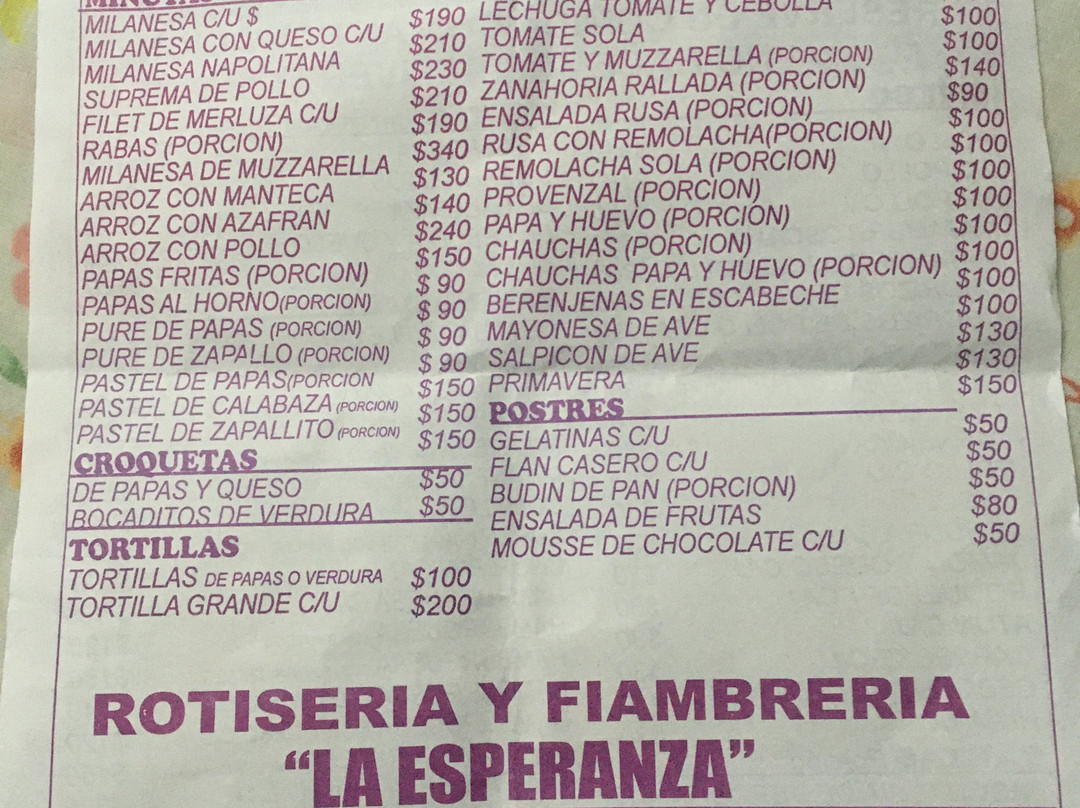 MINUTAS
MILANESA C/U $ $190
MILANESA CON QUESO C/U $210
MILANESA NAPOLITANA $230
SUPREMA DE POLLO $210
FILET DE MERLUZA C/U $190
RABAS (PORCION) $340
MILANESA DE MUZZARELLA $130
ARROZ CON MANTECA $140
ARROZ CON AZAFRAN $240
ARROZ CON POLLO $150
PAPAS FRITAS (PORCION) $ 90
PAPAS AL HORNO(PORCION) $ 90
PURE DE PAPAS (PORCION) $ 90
PURE DE ZAPALLO (PORCION) $ 90
PASTEL DE PAPAS(PORCION $150
PASTEL DE CALABAZA (PORCION) $150
PASTEL DE ZAPALLITO (PORCION) $150
CROQUETAS
DE PAPAS Y QUESO $50
BOCADITOS DE VERDURA $50
TORTILLAS
TORTILLAS DE PAPAS O VERDURA $100
TORTILLA GRANDE C/U $200
LECHUGA TOMATE Y CEBOLLA $100
TOMATE SOLA $100
TOMATE Y MUZZARELLA (PORCION) $140
ZANAHORIA RALLADA (PORCION) $90
ENSALADA RUSA (PORCION) $100
RUSA CON REMOLACHA(PORCION) $100
REMOLACHA SOLA (PORCION) $100
PROVENZAL (PORCION) $100
PAPA Y HUEVO (PORCION) $100
CHAUCHAS (PORCION) $100
CHAUCHAS PAPA Y HUEVO (PORCION) $100
BERENJENAS EN ESCABECHE $100
MAYONESA DE AVE $130
SALPICON DE AVE $130
PRIMAVERA $150
POSTRES
GELATINAS C/U $50
FLAN CASERO C/U $50
BUDIN DE PAN (PORCION) $50
ENSALADA DE FRUTAS $80
MOUSSE DE CHOCOLATE C/U $50
ROTISERIA Y FIAMBRERIA
“LA ESPERANZA”